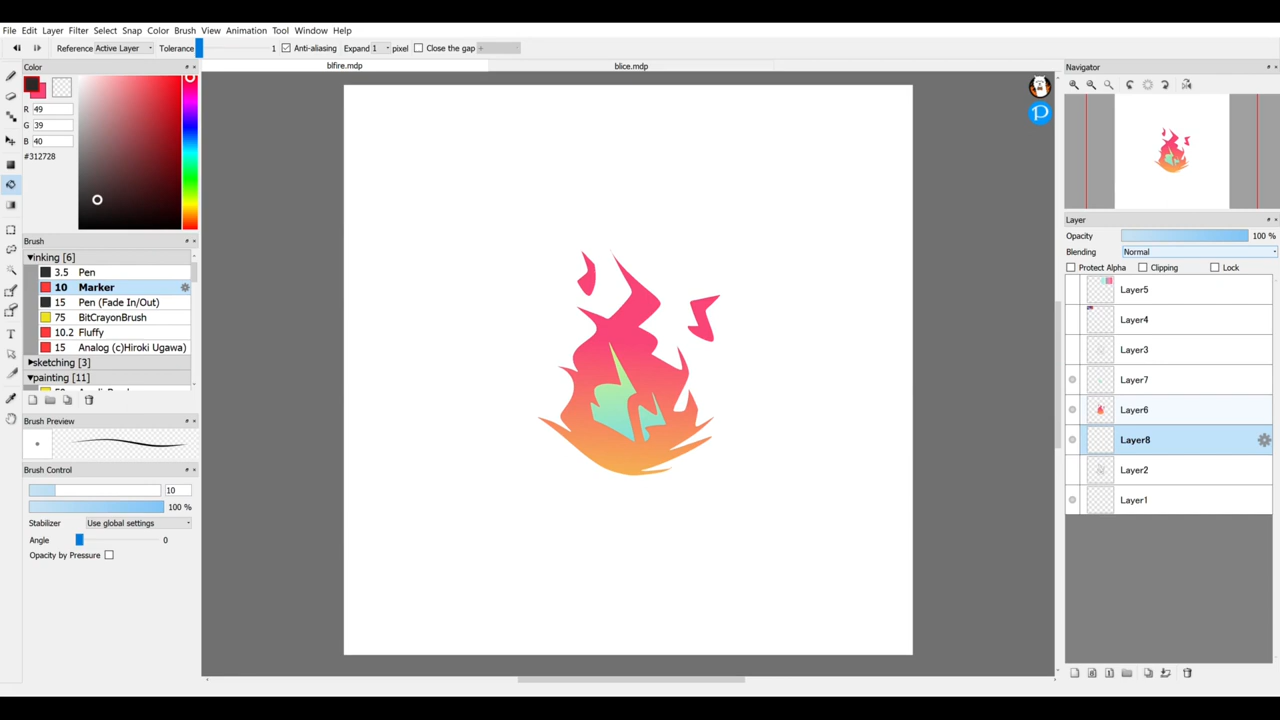 File Edit Layer Filter Select Snap Color Brush View Animation Tool Window Help
Reference Active Layer Tolerance 1 Anti-aliasing Expand 1 pixel Close the gap
Color blfire.mdp blice.mdp Navigator
R 49
G 39
B 40
#312728
Brush
inking [6]
3.5 Pen
10 Marker
15 Pen (Fade In/Out)
75 BitCrayonBrush
10.2 Fluffy
15 Analog (c)Hiroki Ugawa)
sketching [3]
painting [11]
Brush Preview
Brush Control
10
100 %
Stabilizer Use global settings
Angle 0
Opacity by Pressure
Layer
Opacity 100 %
Blending Normal
Protect Alpha Clipping Lock
Layer5
Layer4
Layer3
Layer7
Layer6
Layer8
Layer2
Layer1